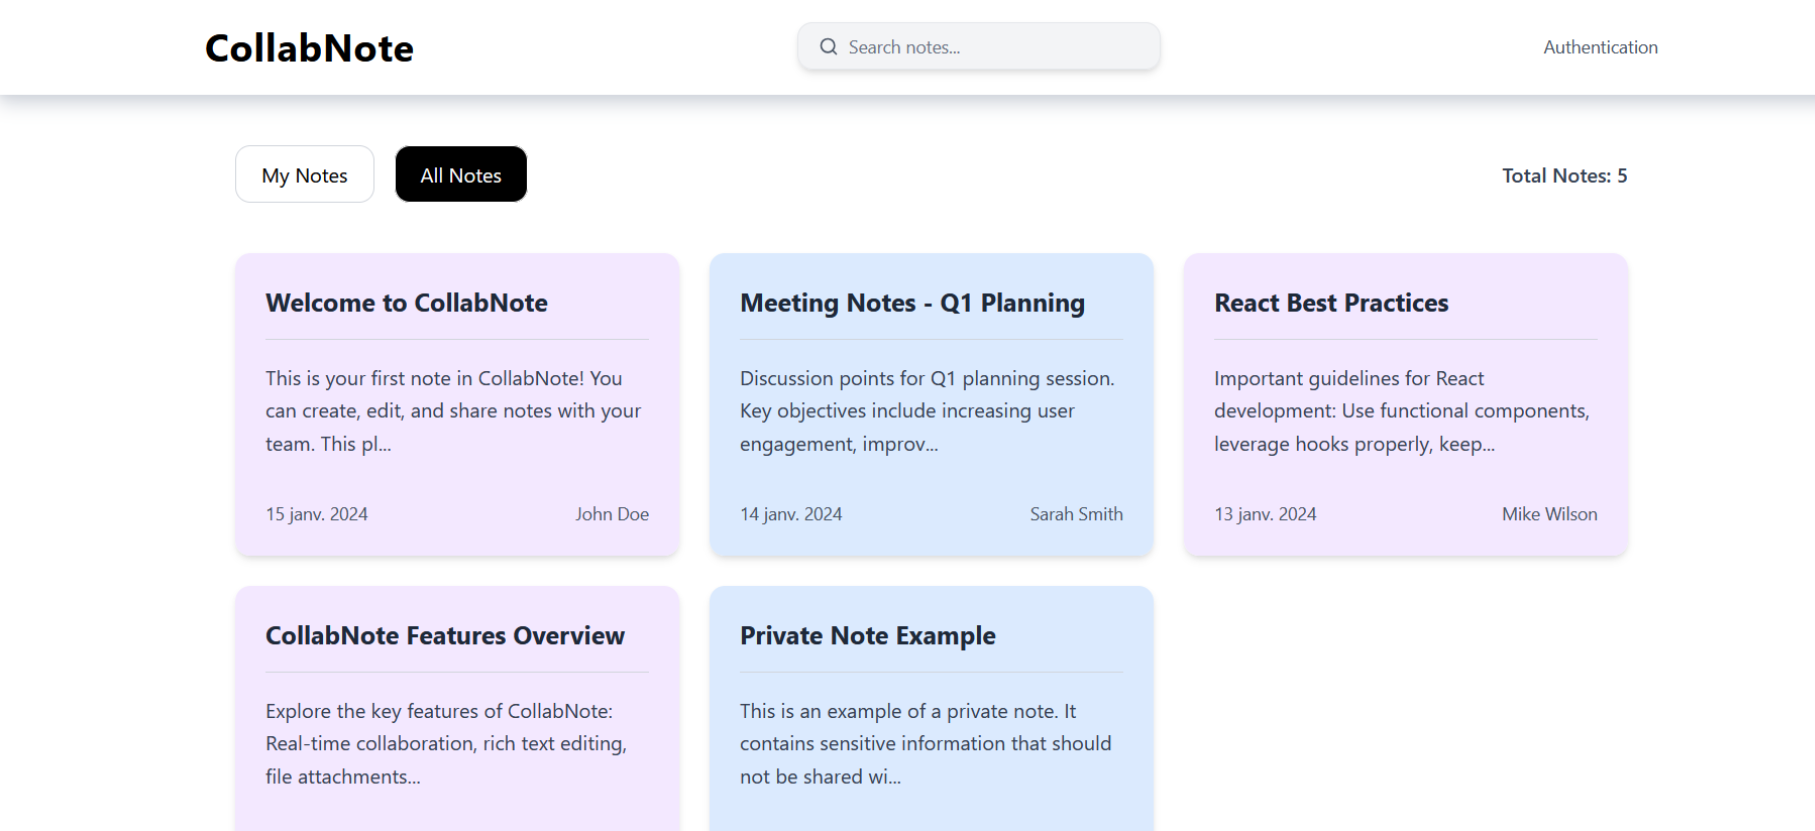 CollabNote
Search notes...
Authentication
My Notes
All Notes
Total Notes: 5
Welcome to CollabNote
This is your first note in CollabNote! You
can create, edit, and share notes with your
team. This pl...
15 janv. 2024
John Doe
Meeting Notes - Q1 Planning
Discussion points for Q1 planning session.
Key objectives include increasing user
engagement, improv...
14 janv. 2024
Sarah Smith
React Best Practices
Important guidelines for React
development: Use functional components,
leverage hooks properly, keep...
13 janv. 2024
Mike Wilson
CollabNote Features Overview
Explore the key features of CollabNote:
Real-time collaboration, rich text editing,
file attachments...
Private Note Example
This is an example of a private note. It
contains sensitive information that should
not be shared wi...